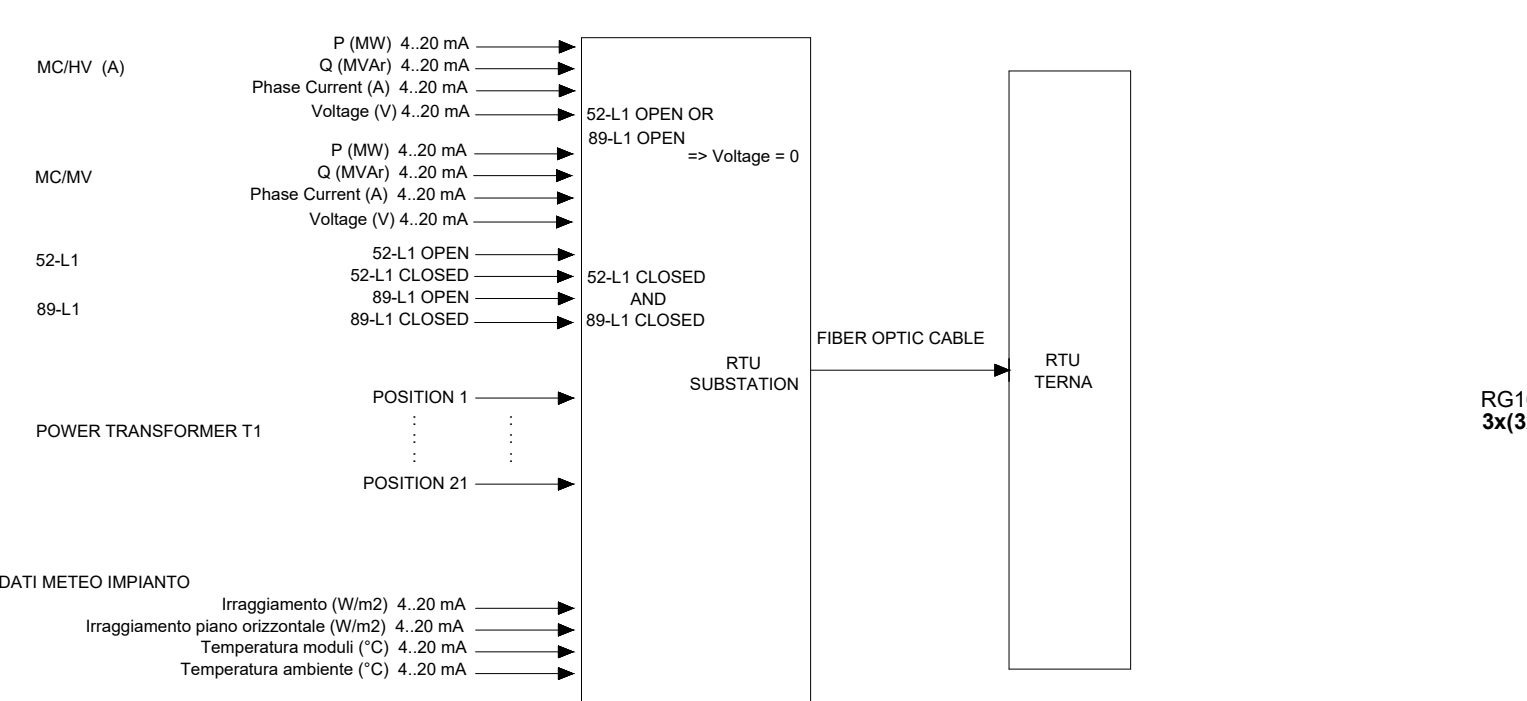 MC/HV (A)
P (MW) 4..20 mA
Q (MVAr) 4..20 mA
Phase Current (A) 4..20 mA
Voltage (V) 4..20 mA
52-L1 OPEN OR
89-L1 OPEN
=> Voltage = 0
MC/MV
P (MW) 4..20 mA
Q (MVAr) 4..20 mA
Phase Current (A) 4..20 mA
Voltage (V) 4..20 mA
52-L1
52-L1 OPEN
52-L1 CLOSED
89-L1
89-L1 OPEN
89-L1 CLOSED
52-L1 CLOSED
AND
89-L1 CLOSED
RTU
SUBSTATION
FIBER OPTIC CABLE
RTU
TERNA
POWER TRANSFORMER T1
POSITION 1
POSITION 21
DATI METEO IMPIANTO
Irraggiamento (W/m2) 4..20 mA
Irraggiamento piano orizzontale (W/m2) 4..20 mA
Temperatura moduli (°C) 4..20 mA
Temperatura ambiente (°C) 4..20 mA